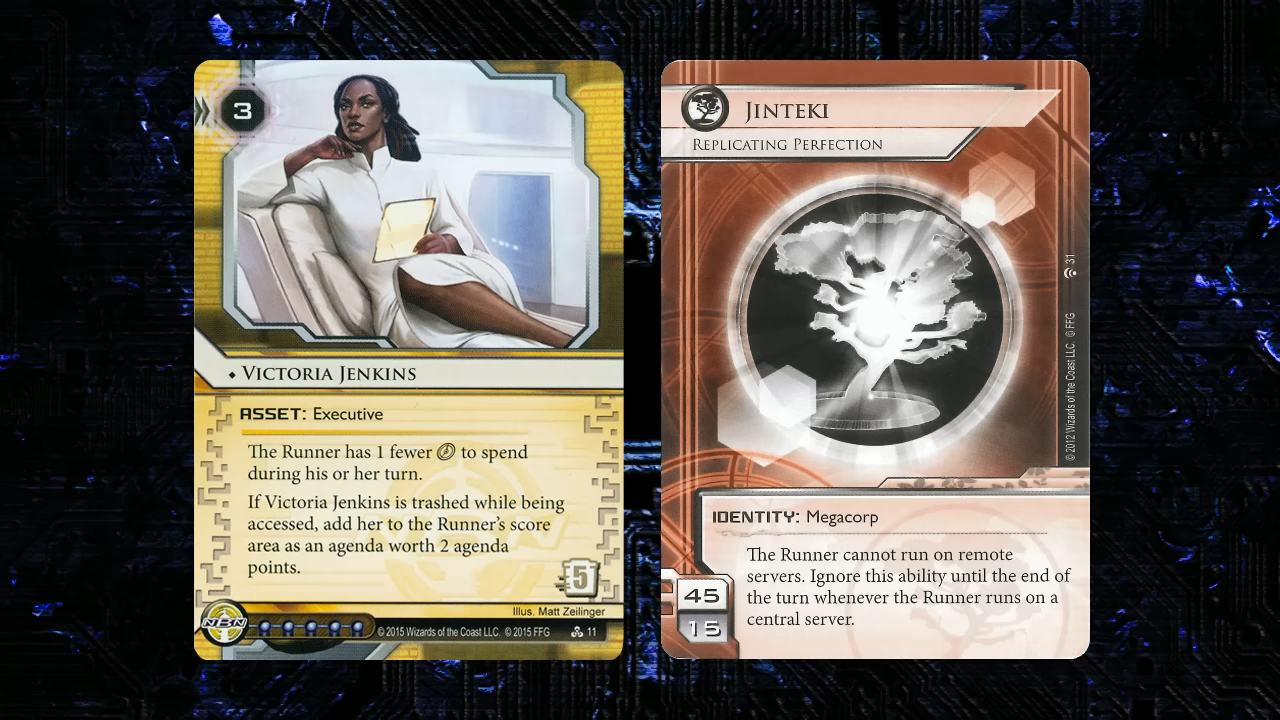 3
◆ VICTORIA JENKINS
ASSET: Executive
The Runner has 1 fewer to spend
during his or her turn.
If Victoria Jenkins is trashed while being
accessed, add her to the Runner's score
area as an agenda worth 2 agenda
points.
5
Illus. Matt Zeilinger
NBN
© 2015 Wizards of the Coast LLC. © 2015 FFG 11
JINTEKI
REPLICATING PERFECTION
© 2012 Wizards of the Coast LLC. © FFG 31
IDENTITY: Megacorp
The Runner cannot run on remote
servers. Ignore this ability until the end of
the turn whenever the Runner runs on a
central server.
45
15